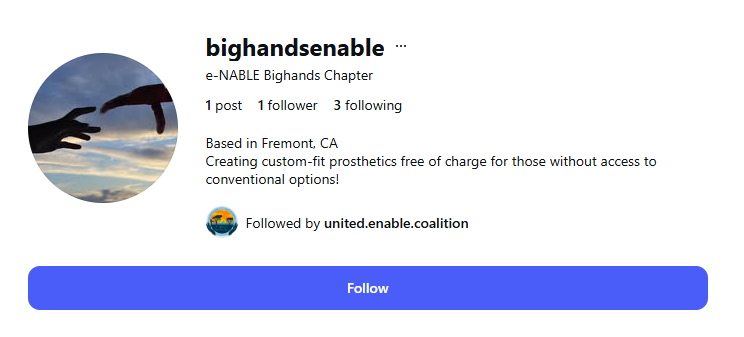 bighandsenable ...
e-NABLE Bighands Chapter
1 post 1 follower 3 following
Based in Fremont, CA
Creating custom-fit prosthetics free of charge for those without access to
conventional options!
Followed by united.enable.coalition
Follow